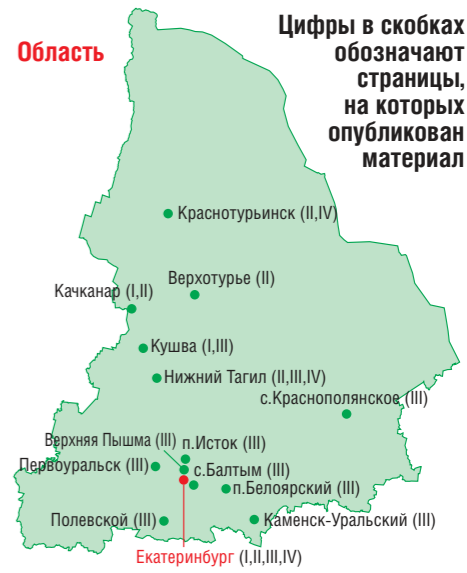 Область
Цифры в скобках
обозначают
страницы,
на которых
опубликован
материал
Краснотурьинск (II,IV)
Верхотурье (II)
Качканар (I,II)
Кушва (I,III)
Нижний Тагил (II,III,IV)
с.Краснополянское (III)
Верхняя Пышма (III)
п.Исток (III)
Первоуральск (III)
с.Балтым (III)
п.Белоярский (III)
Полевской (III)
Каменск-Уральский (III)
Екатеринбург (I,II,III,IV)